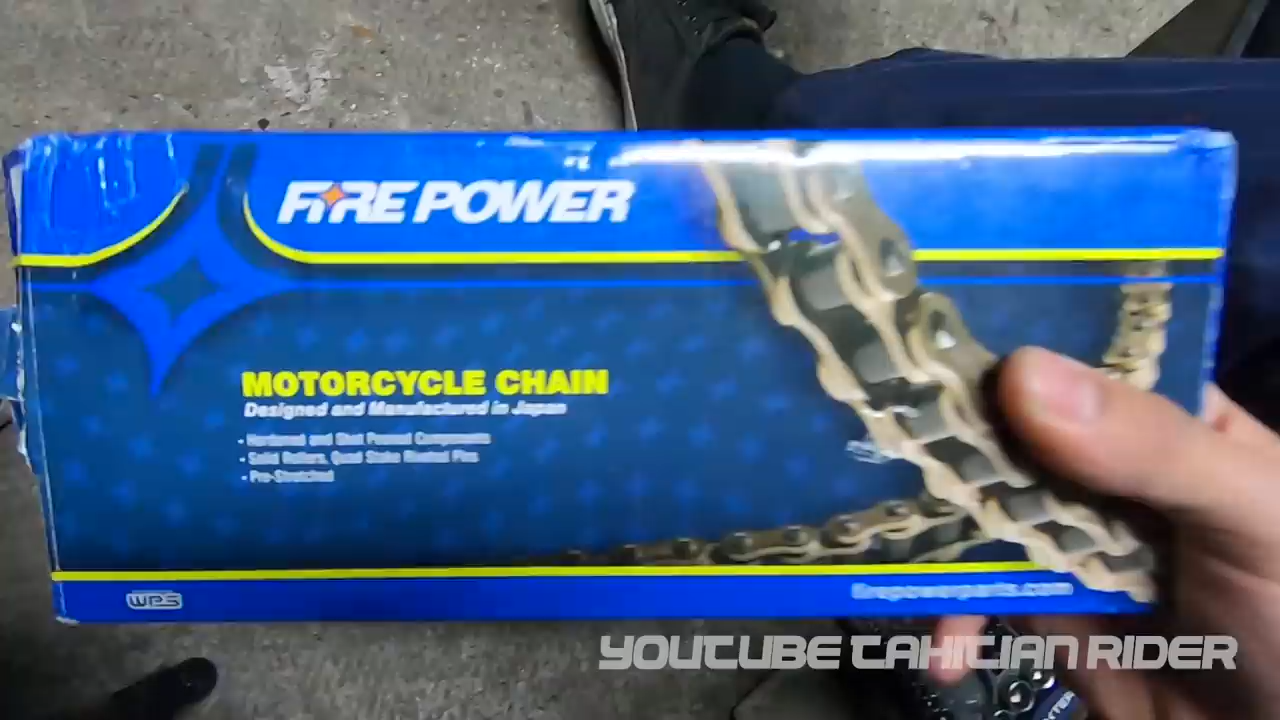 FIRE POWER
MOTORCYCLE CHAIN
Designed and Manufactured in Japan
• Hardened and Shot Peened Components
• Solid Rollers, Quad Stake Riveted Pins
• Pre-Stretched
WPS
firepowerparts.com
YOUTUBE TAHITIAN RIDER